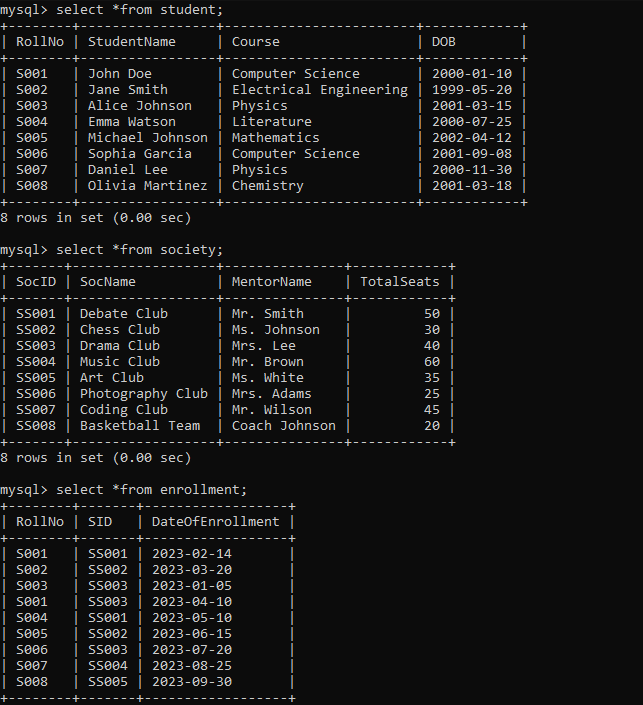 mysql> select *from student;
+--------+-----------------+------------------------+------------+
| RollNo | StudentName     | Course                 | DOB        |
+--------+-----------------+------------------------+------------+
| S001   | John Doe        | Computer Science       | 2000-01-10 |
| S002   | Jane Smith      | Electrical Engineering | 1999-05-20 |
| S003   | Alice Johnson   | Physics                | 2001-03-15 |
| S004   | Emma Watson     | Literature             | 2000-07-25 |
| S005   | Michael Johnson | Mathematics            | 2002-04-12 |
| S006   | Sophia Garcia   | Computer Science       | 2001-09-08 |
| S007   | Daniel Lee      | Physics                | 2000-11-30 |
| S008   | Olivia Martinez | Chemistry              | 2001-03-18 |
+--------+-----------------+------------------------+------------+
8 rows in set (0.00 sec)
mysql> select *from society;
+-------+------------------+---------------+------------+
| SocID | SocName          | MentorName    | TotalSeats |
+-------+------------------+---------------+------------+
| SS001 | Debate Club      | Mr. Smith     |         50 |
| SS002 | Chess Club       | Ms. Johnson   |         30 |
| SS003 | Drama Club       | Mrs. Lee      |         40 |
| SS004 | Music Club       | Mr. Brown     |         60 |
| SS005 | Art Club         | Ms. White     |         35 |
| SS006 | Photography Club | Mrs. Adams    |         25 |
| SS007 | Coding Club      | Mr. Wilson    |         45 |
| SS008 | Basketball Team  | Coach Johnson |         20 |
+-------+------------------+---------------+------------+
8 rows in set (0.00 sec)
mysql> select *from enrollment;
+--------+-------+------------------+
| RollNo | SID   | DateOfEnrollment |
+--------+-------+------------------+
| S001   | SS001 | 2023-02-14       |
| S002   | SS002 | 2023-03-20       |
| S003   | SS003 | 2023-01-05       |
| S001   | SS003 | 2023-04-10       |
| S004   | SS001 | 2023-05-10       |
| S005   | SS002 | 2023-06-15       |
| S006   | SS003 | 2023-07-20       |
| S007   | SS004 | 2023-08-25       |
| S008   | SS005 | 2023-09-30       |
+--------+-------+------------------+